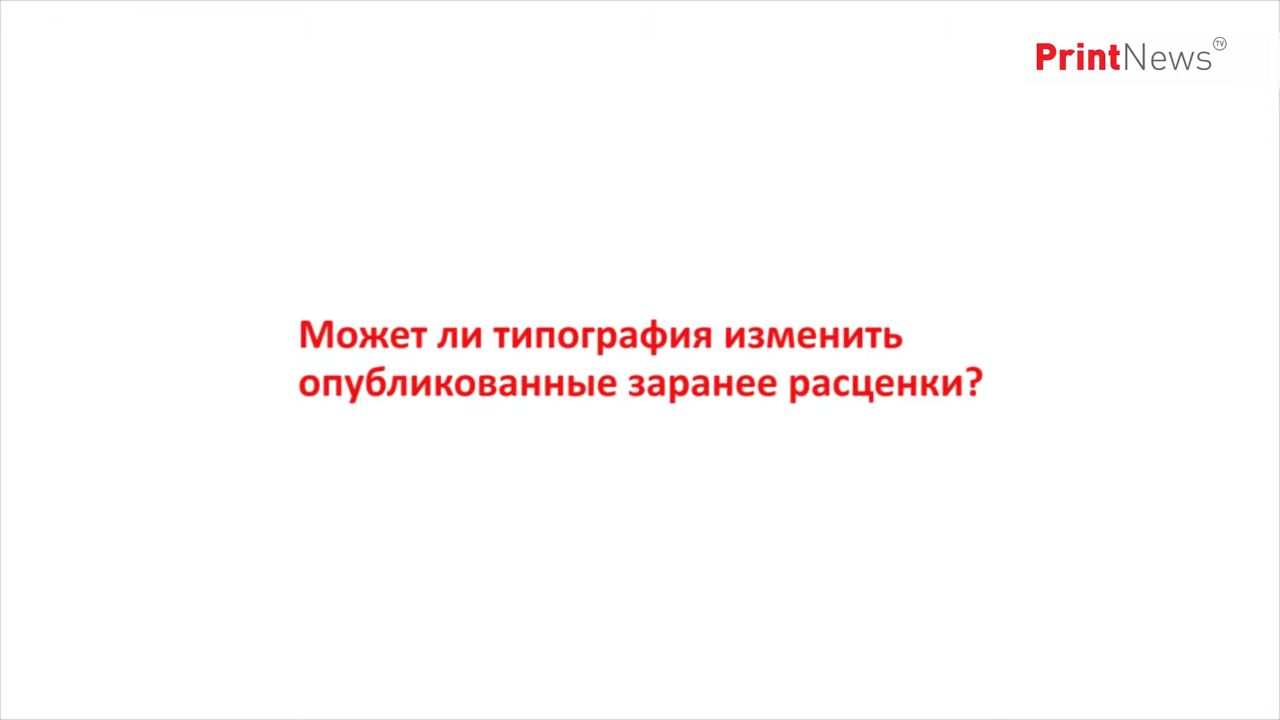 PrintNews TV
Может ли типография изменить
опубликованные заранее расценки?